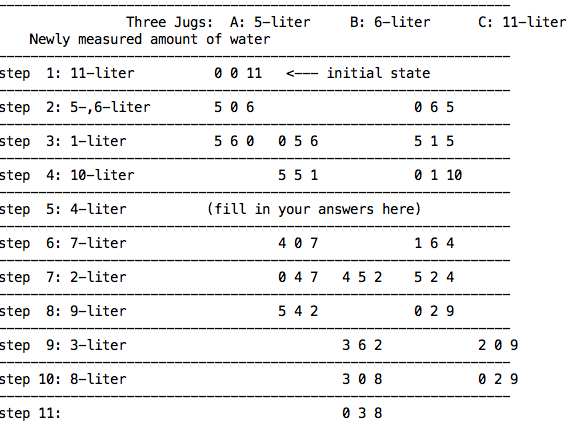 Three Jugs: A: 5-liter B: 6-liter C: 11-liter
Newly measured amount of water
step 1: 11-liter 0 0 11 <--- initial state
step 2: 5-,6-liter 5 0 6 0 6 5
step 3: 1-liter 5 6 0 0 5 6 5 1 5
step 4: 10-liter 5 5 1 0 1 10
step 5: 4-liter (fill in your answers here)
step 6: 7-liter 4 0 7 1 6 4
step 7: 2-liter 0 4 7 4 5 2 5 2 4
step 8: 9-liter 5 4 2 0 2 9
step 9: 3-liter 3 6 2 2 0 9
step 10: 8-liter 3 0 8 0 2 9
step 11: 0 3 8